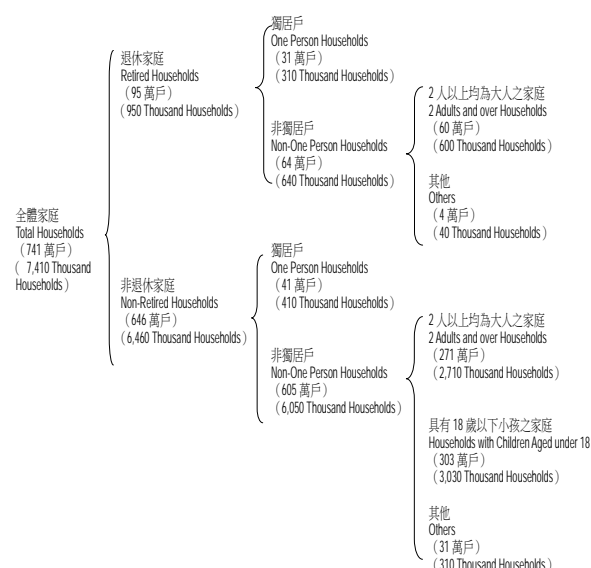 全體家庭
Total Households
（741 萬戶）
（ 7,410 Thousand
Households）
退休家庭
Retired Households
（95 萬戶）
（950 Thousand Households）
獨居戶
One Person Households
（31 萬戶）
（310 Thousand Households）
非獨居戶
Non-One Person Households
（64 萬戶）
（640 Thousand Households）
2 人以上均為大人之家庭
2 Adults and over Households
（60 萬戶）
（600 Thousand Households）
其他
Others
（4 萬戶）
（40 Thousand Households）
非退休家庭
Non-Retired Households
（646 萬戶）
（6,460 Thousand Households）
獨居戶
One Person Households
（41 萬戶）
（410 Thousand Households）
非獨居戶
Non-One Person Households
（605 萬戶）
（6,050 Thousand Households）
2 人以上均為大人之家庭
2 Adults and over Households
（271 萬戶）
（2,710 Thousand Households）
具有 18 歲以下小孩之家庭
Households with Children Aged under 18
（303 萬戶）
（3,030 Thousand Households）
其他
Others
（31 萬戶）
（310 Thousand Households）